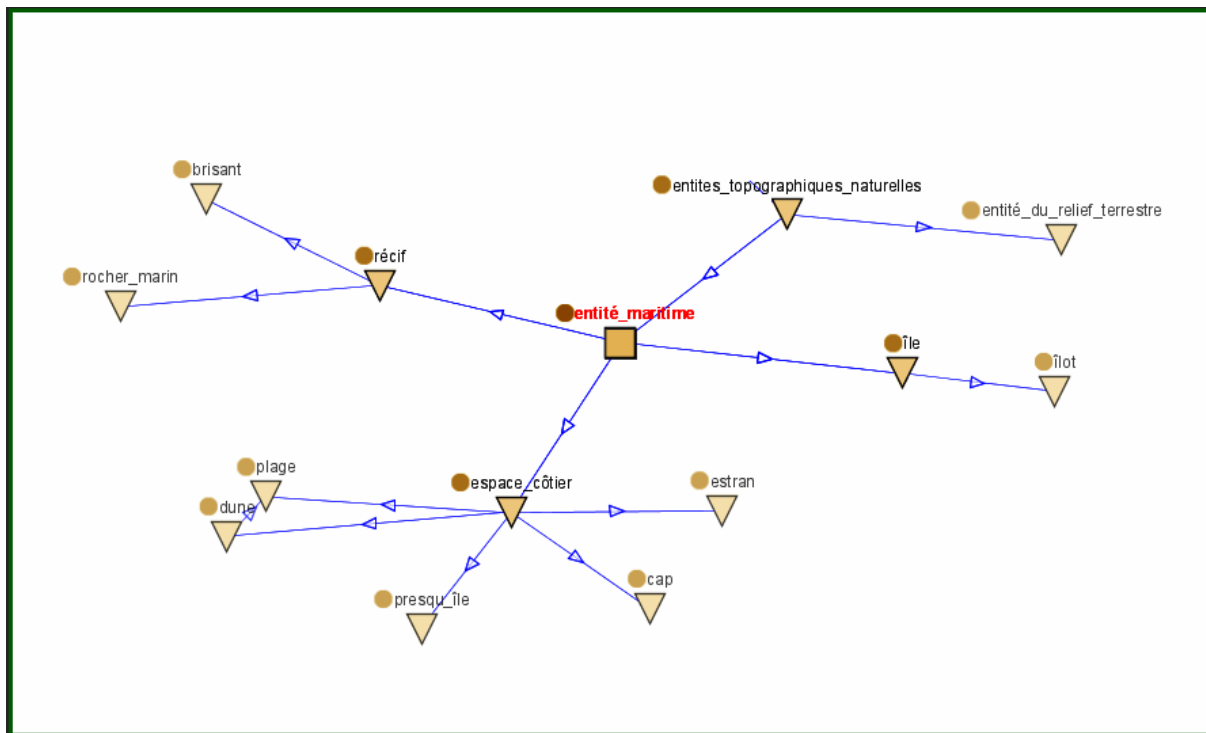 brisant
entites_topographiques_naturelles
entité_du_relief_terrestre
récif
rocher_marin
entité_maritime
île
îlot
plage
espace_côtier
estran
dune
cap
presqu_île